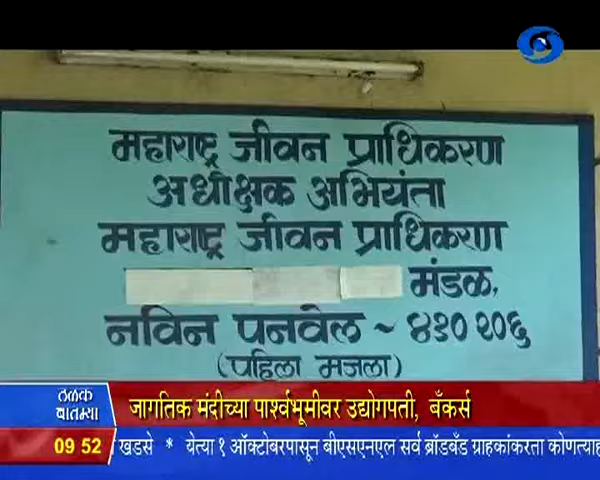 महाराष्ट्र जीवन प्राधिकरण
अधीक्षक अभियंता
महाराष्ट्र जीवन प्राधिकरण
मंडळ,
नविन पनवेल ~ ४१० २०६
(पहिला मजला)
ठळक
बातम्या
जागतिक मंदीच्या पार्श्वभूमीवर उद्योगपती, बँकर्स
09 52
खडसे * येत्या १ ऑक्टोबरपासून बीएसएनएल सर्व ब्रॉडबँड ग्राहकांकरता कोणत्याह